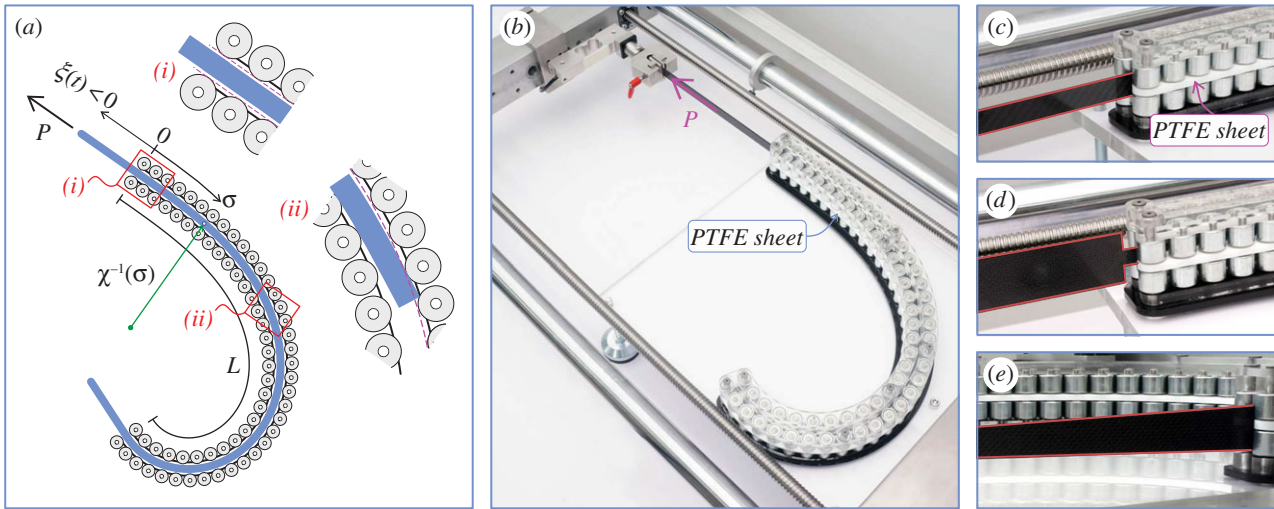 (a)
(i)
ξ(t) < 0
0
P
(i)
σ
(ii)
χ⁻¹(σ)
(ii)
L
(b)
P
PTFE sheet
(c)
PTFE sheet
(d)
(e)